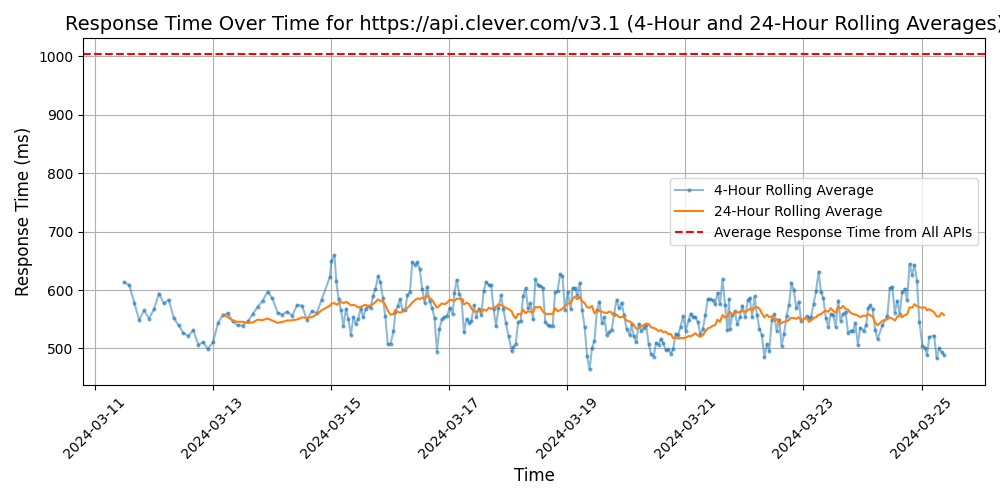 Response Time Over Time for https://api.clever.com/v3.1 (4-Hour and 24-Hour Rolling Averages)
Response Time (ms)
1000
900
800
700
600
500
4-Hour Rolling Average
24-Hour Rolling Average
Average Response Time from All APIs
2024-03-11
2024-03-13
2024-03-15
2024-03-17
2024-03-19
2024-03-21
2024-03-23
2024-03-25
Time